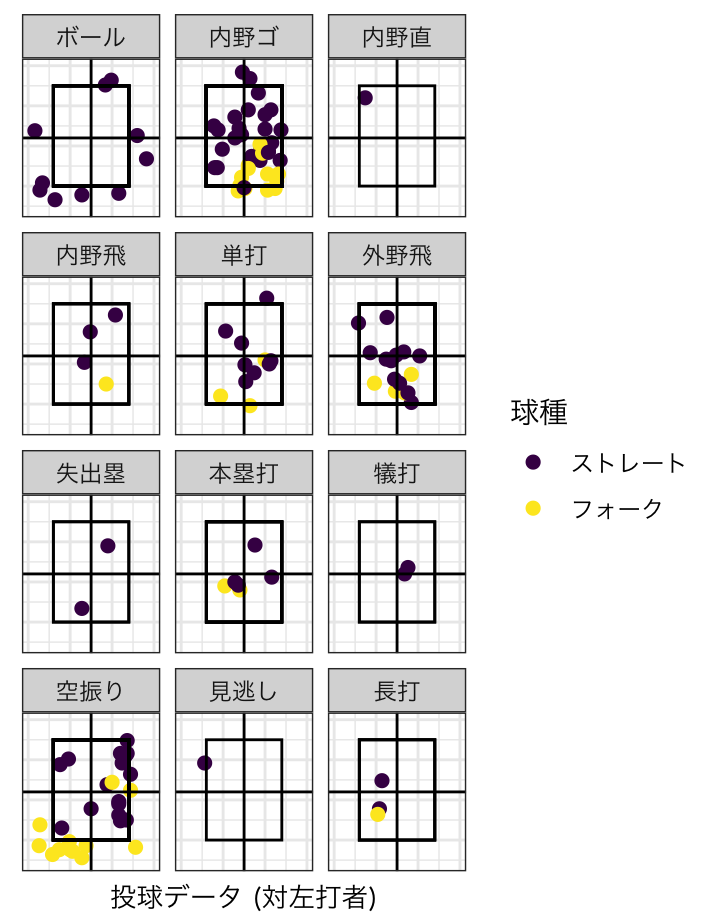 ボール
内野ゴ
内野直
内野飛
単打
外野飛
失出塁
本塁打
犠打
空振り
見逃し
長打
球種
ストレート
フォーク
投球データ (対左打者)